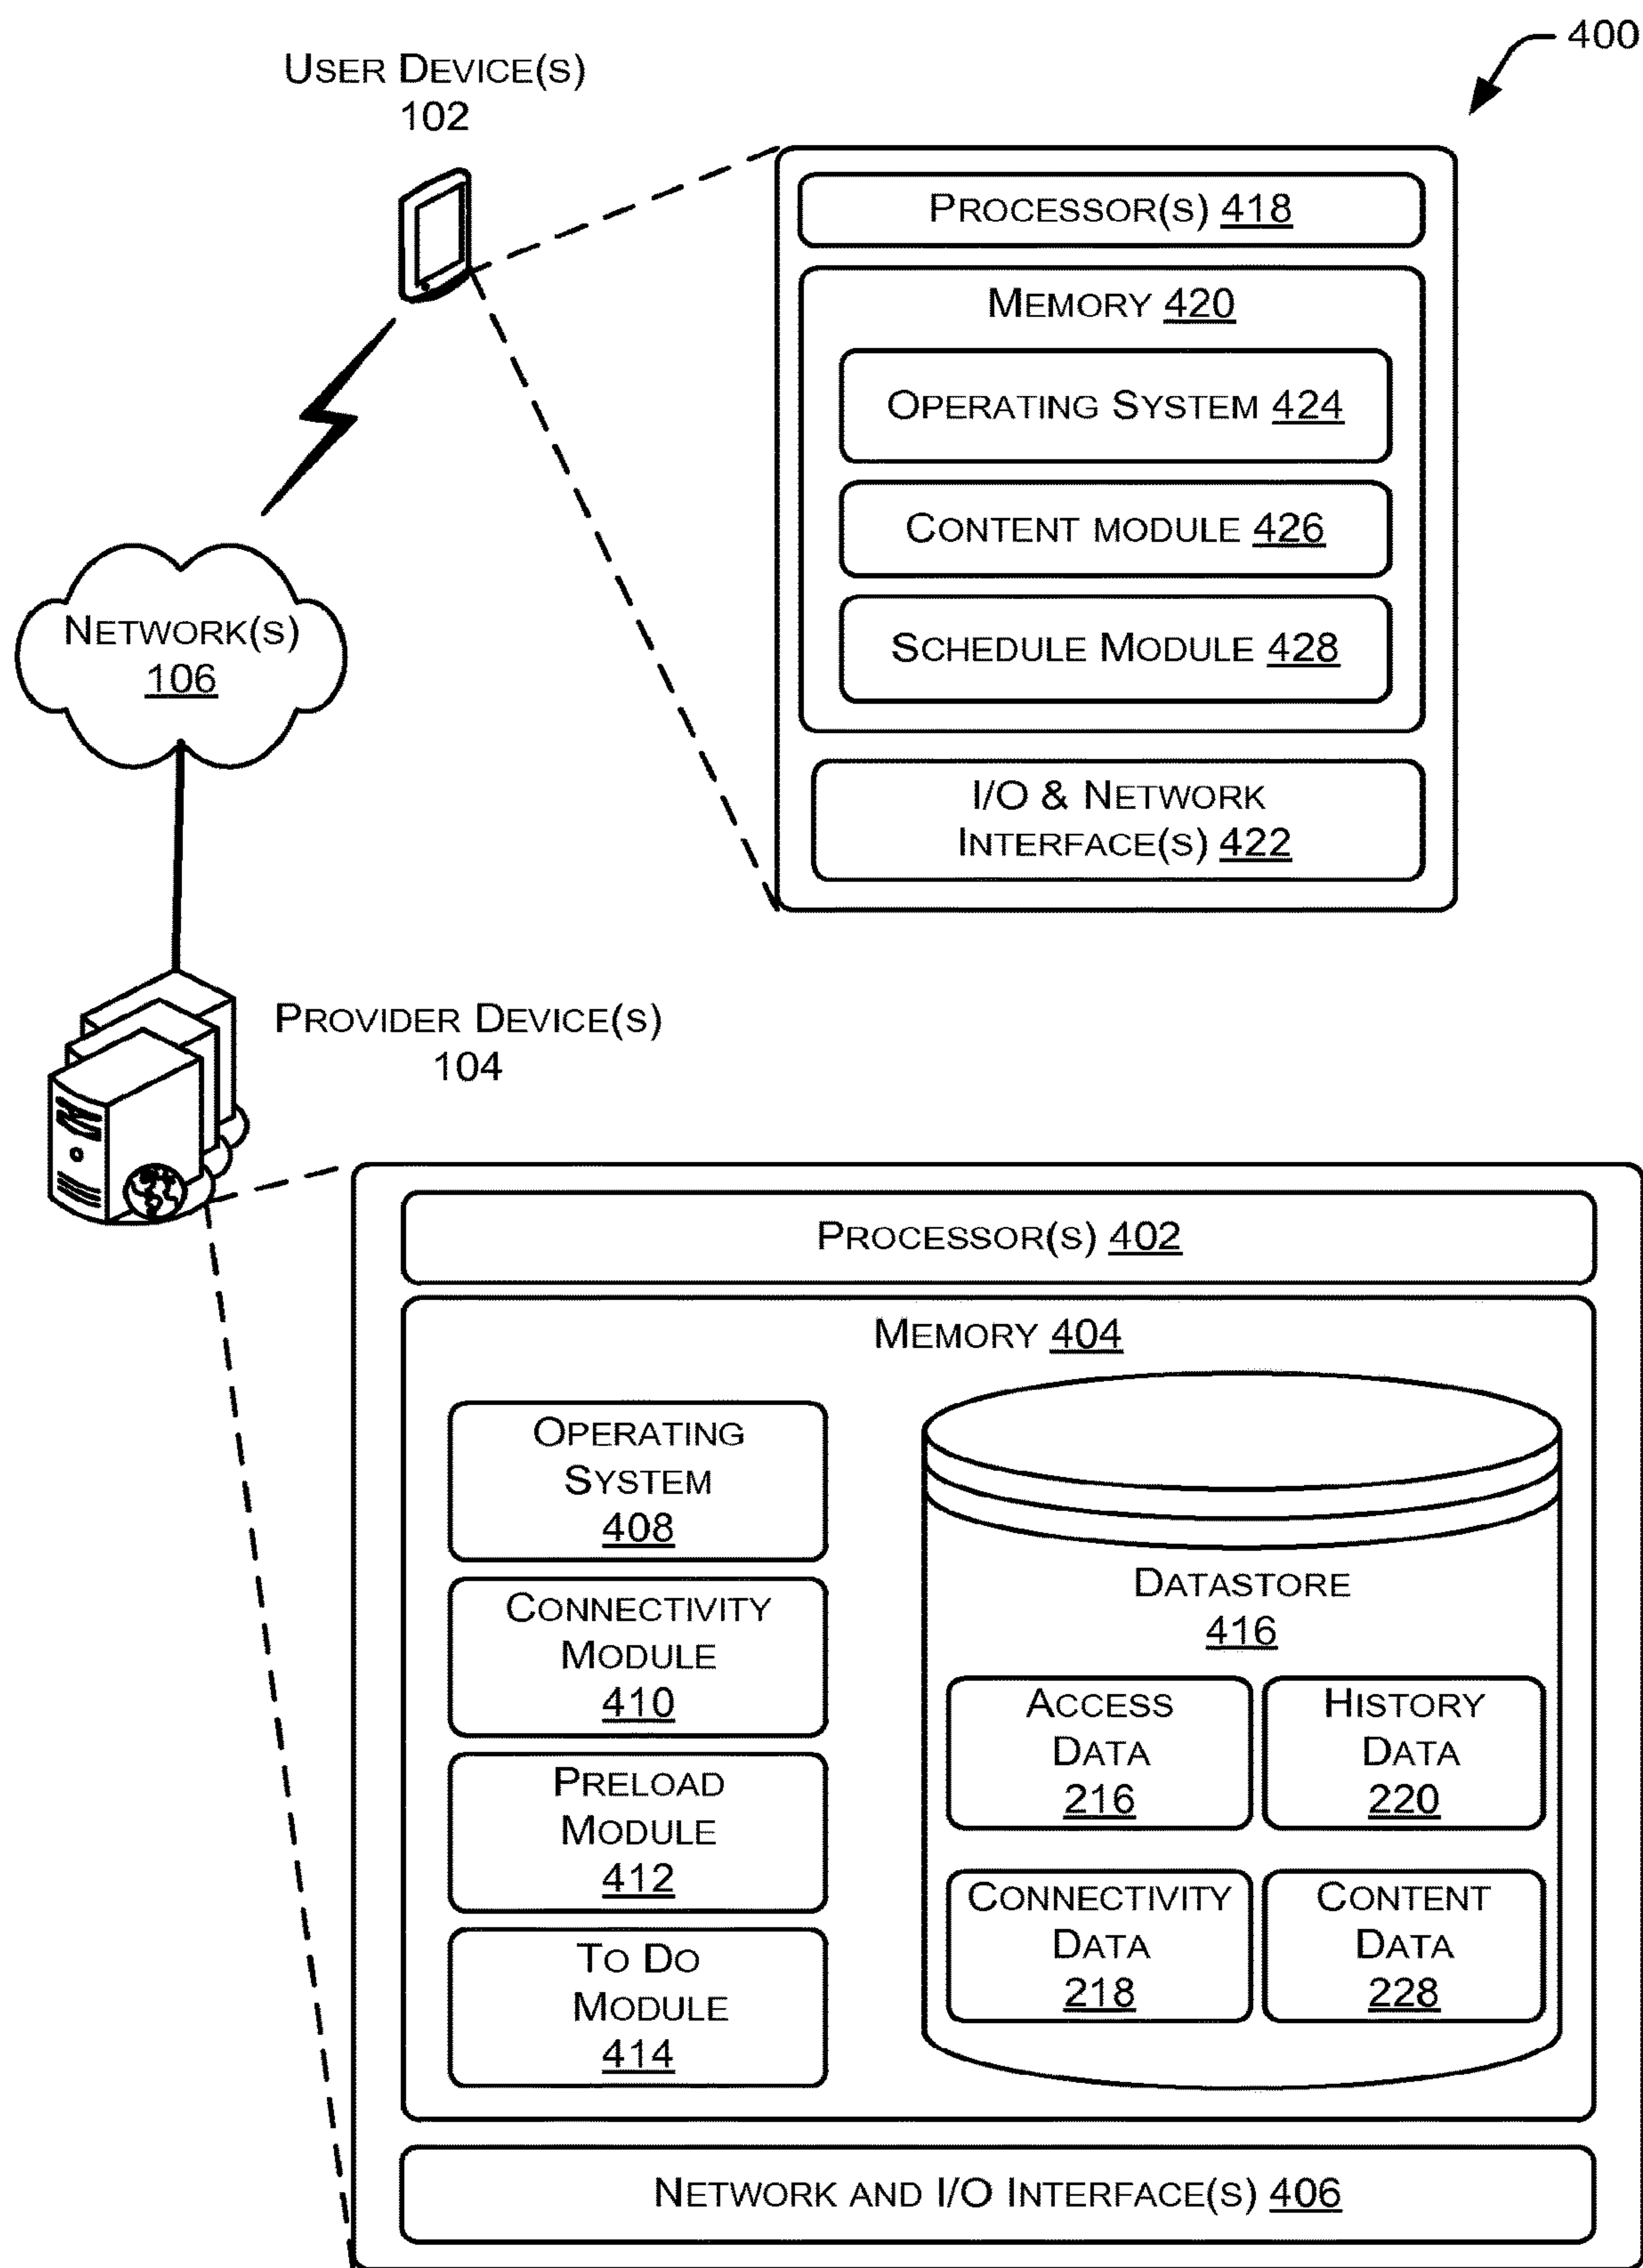 400
USER DEVICE(S)
102
PROCESSOR(S) 418
MEMORY 420
OPERATING SYSTEM 424
CONTENT MODULE 426
SCHEDULE MODULE 428
I/O & NETWORK
INTERFACE(S) 422
NETWORK(S)
106
PROVIDER DEVICE(S)
104
PROCESSOR(S) 402
MEMORY 404
OPERATING
SYSTEM
408
CONNECTIVITY
MODULE
410
PRELOAD
MODULE
412
TO DO
MODULE
414
DATASTORE
416
ACCESS
DATA
216
HISTORY
DATA
220
CONNECTIVITY
DATA
218
CONTENT
DATA
228
NETWORK AND I/O INTERFACE(S) 406